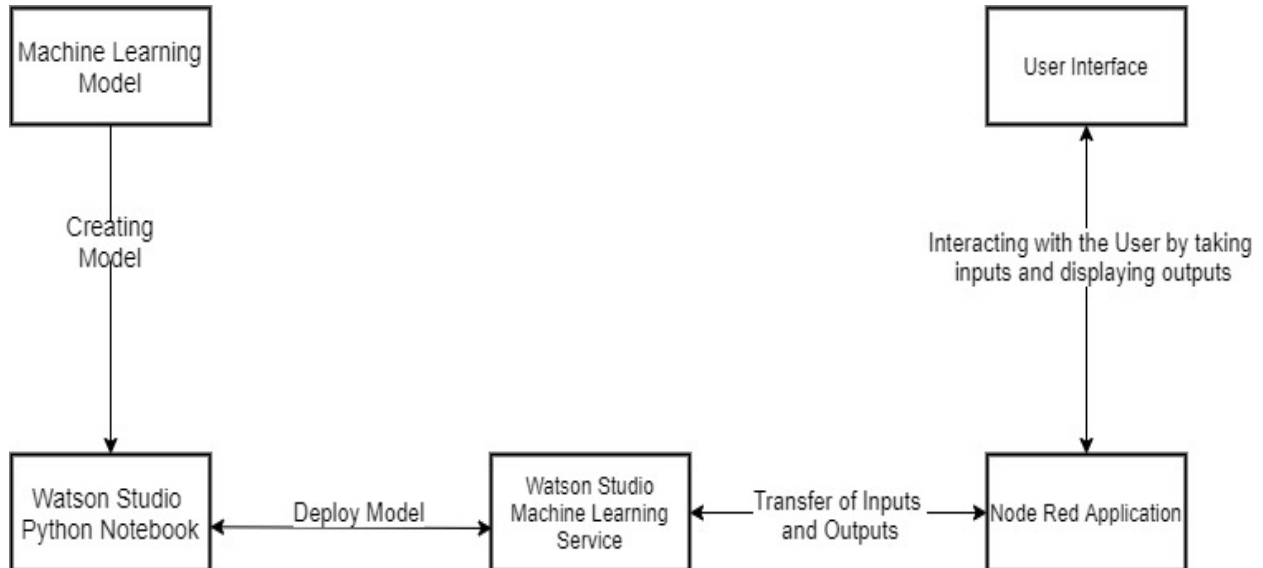 Machine Learning
Model
User Interface
Creating
Model
Interacting with the User by taking
inputs and displaying outputs
Watson Studio
Python Notebook
Deploy Model
Watson Studio
Machine Learning
Service
Transfer of Inputs
and Outputs
Node Red Application